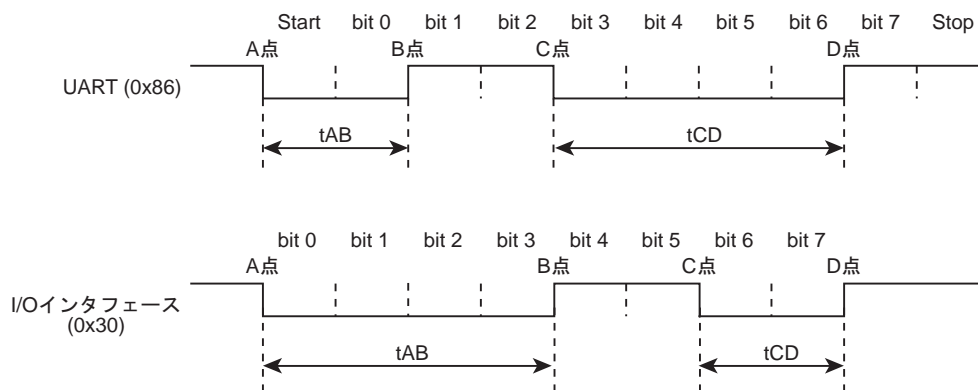 Start bit 0 bit 1 bit 2 bit 3 bit 4 bit 5 bit 6 bit 7 Stop
A点 B点 C点 D点
UART (0x86)
tAB tCD
bit 0 bit 1 bit 2 bit 3 bit 4 bit 5 bit 6 bit 7
A点 B点 C点 D点
I/Oインタフェース
(0x30)
tAB tCD